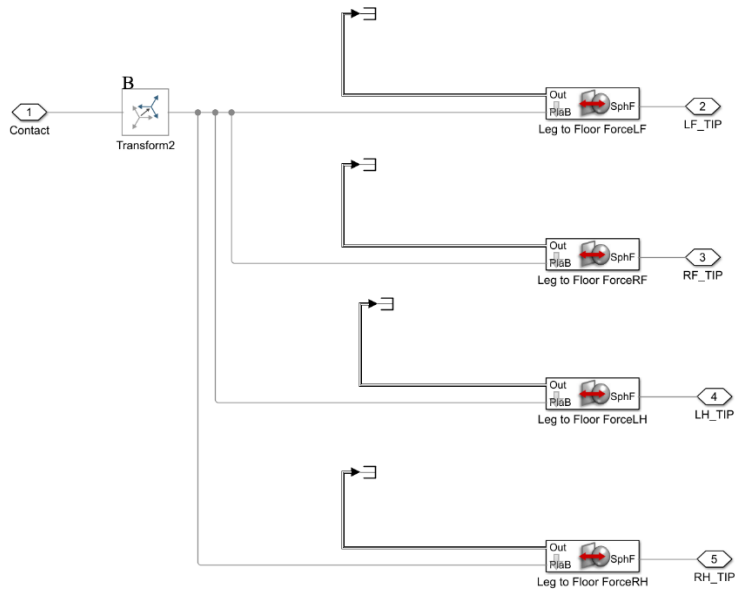 B
1
Contact
Transform2
Out
PlaB
SphF
Leg to Floor ForceLF
2
LF_TIP
Out
PlaB
SphF
Leg to Floor ForceRF
3
RF_TIP
Out
PlaB
SphF
Leg to Floor ForceLH
4
LH_TIP
Out
PlaB
SphF
Leg to Floor ForceRH
5
RH_TIP